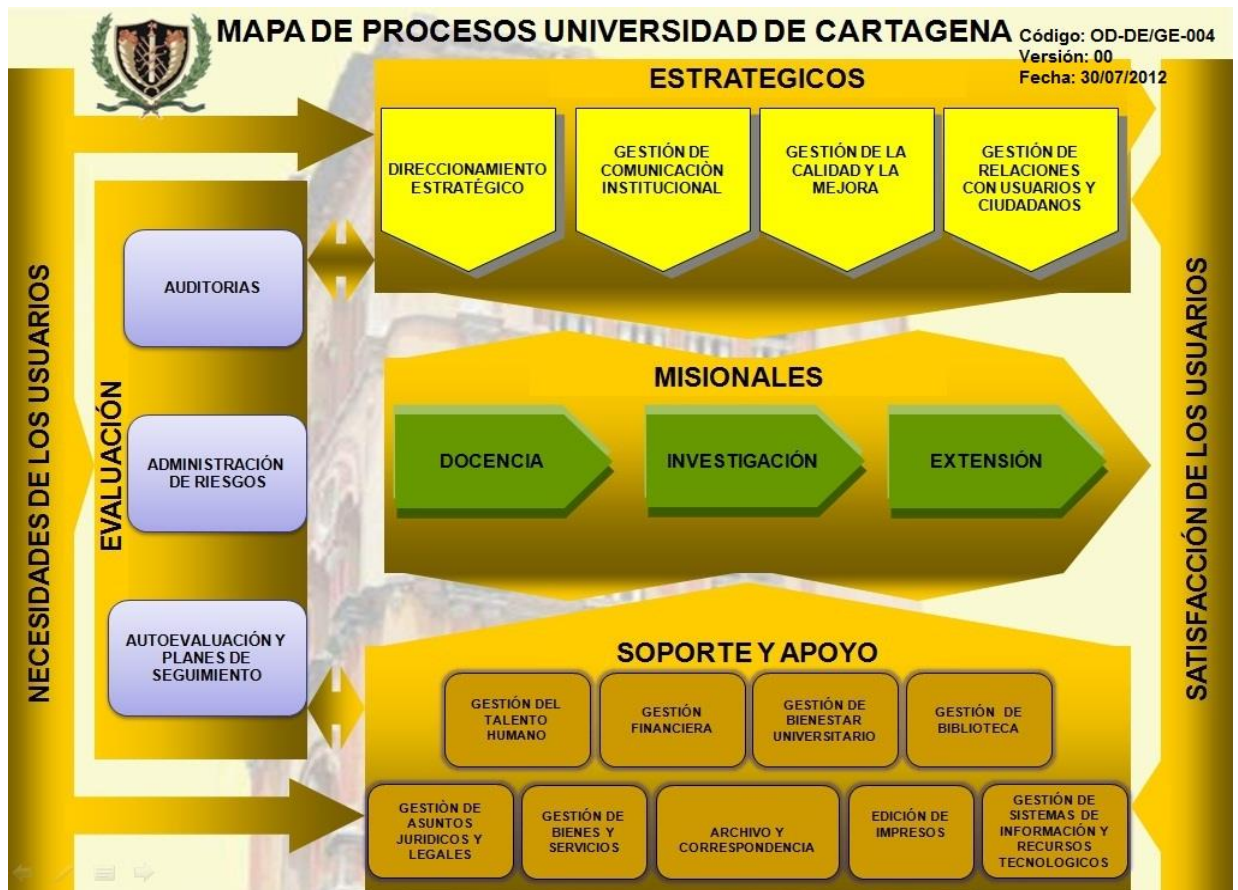 MAPA DE PROCESOS UNIVERSIDAD DE CARTAGENA
Código: OD-DE/GE-004
Versión: 00
Fecha: 30/07/2012
NECESIDADES DE LOS USUARIOS
EVALUACIÓN
AUDITORIAS
ADMINISTRACIÓN
DE RIESGOS
AUTOEVALUACIÓN Y
PLANES DE
SEGUIMIENTO
ESTRATEGICOS
DIRECCIONAMIENTO
ESTRATÉGICO
GESTIÓN DE
COMUNICACIÒN
INSTITUCIONAL
GESTIÓN DE LA
CALIDAD Y LA
MEJORA
GESTIÓN DE
RELACIONES
CON USUARIOS Y
CIUDADANOS
MISIONALES
DOCENCIA
INVESTIGACIÓN
EXTENSIÓN
SOPORTE Y APOYO
GESTIÓN DEL
TALENTO
HUMANO
GESTIÓN
FINANCIERA
GESTIÓN DE
BIENESTAR
UNIVERSITARIO
GESTIÓN DE
BIBLIOTECA
GESTIÒN DE
ASUNTOS
JURIDICOS Y
LEGALES
GESTIÓN DE
BIENES Y
SERVICIOS
ARCHIVO Y
CORRESPONDENCIA
EDICIÓN DE
IMPRESOS
GESTIÓN DE
SISTEMAS DE
INFORMACIÓN Y
RECURSOS
TECNOLOGICOS
SATISFACCIÓN DE LOS USUARIOS